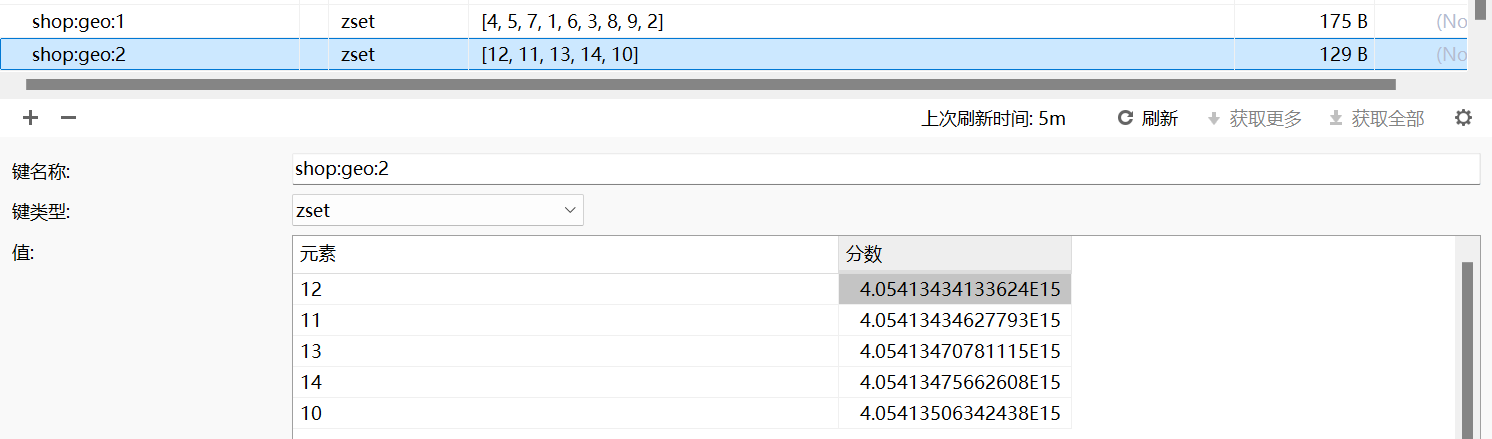 shop:geo:1 zset [4, 5, 7, 1, 6, 3, 8, 9, 2] 175 B (No
shop:geo:2 zset [12, 11, 13, 14, 10] 129 B (No
上次刷新时间: 5m 刷新 获取更多 获取全部
键名称: shop:geo:2
键类型: zset
值: 元素 分数
12 4.05413434133624E15
11 4.05413434627793E15
13 4.05413470781115E15
14 4.05413475662608E15
10 4.05413506342438E15